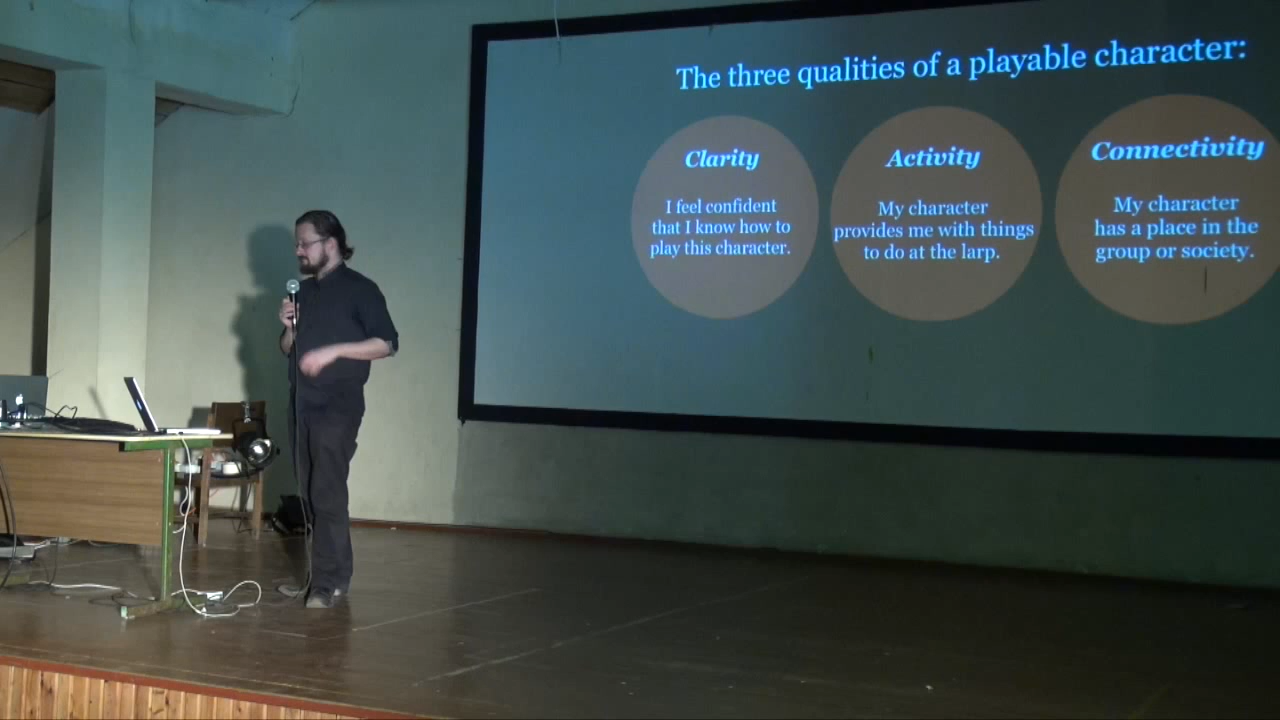 The three qualities of a playable character:
Clarity
I feel confident
that I know how to
play this character.
Activity
My character
provides me with things
to do at the larp.
Connectivity
My character
has a place in the
group or society.